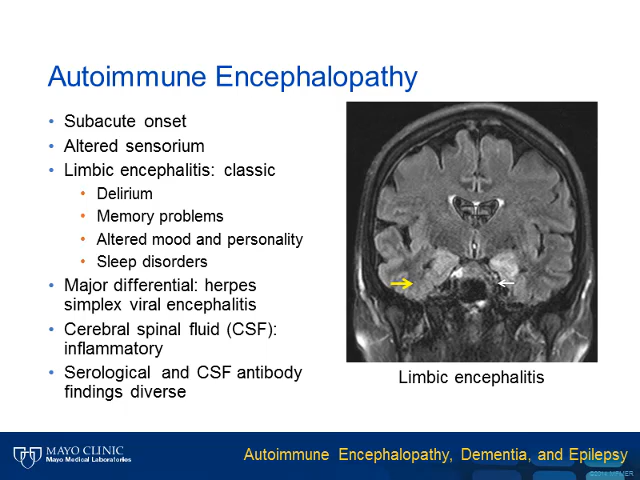 Autoimmune Encephalopathy
• Subacute onset
• Altered sensorium
• Limbic encephalitis: classic
• Delirium
• Memory problems
• Altered mood and personality
• Sleep disorders
• Major differential: herpes
simplex viral encephalitis
• Cerebral spinal fluid (CSF):
inflammatory
• Serological and CSF antibody
findings diverse
Limbic encephalitis
MAYO CLINIC
Mayo Medical Laboratories
Autoimmune Encephalopathy, Dementia, and Epilepsy